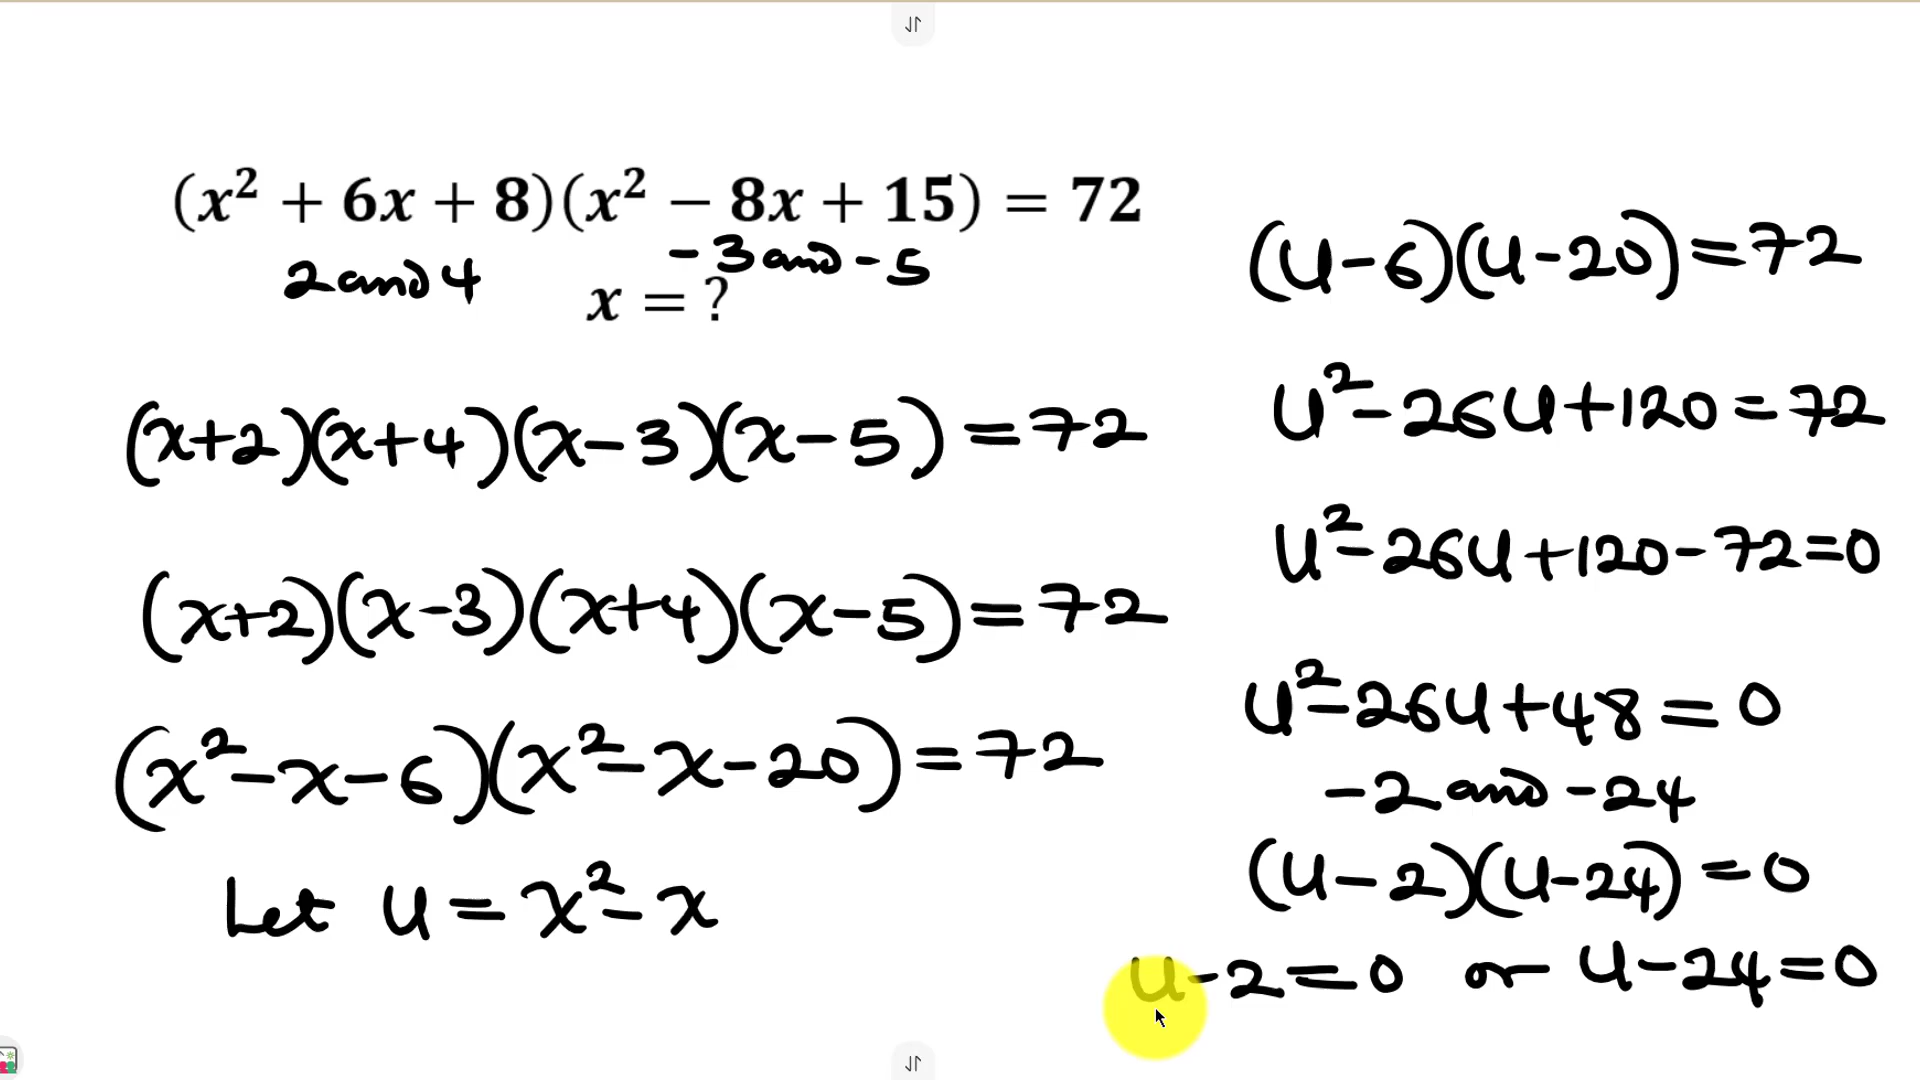 (x² + 6x + 8)(x² − 8x + 15) = 72
2 and 4
-3 and -5
x = ?
(x+2)(x+4)(x-3)(x-5) = 72
(x+2)(x-3)(x+4)(x-5) = 72
(x²-x-6)(x²-x-20) = 72
Let u = x²-x
(u-6)(u-20) = 72
u²-26u+120 = 72
u²-26u+120-72=0
u²-26u+48 = 0
-2 and -24
(u-2)(u-24) = 0
u-2=0 or u-24=0